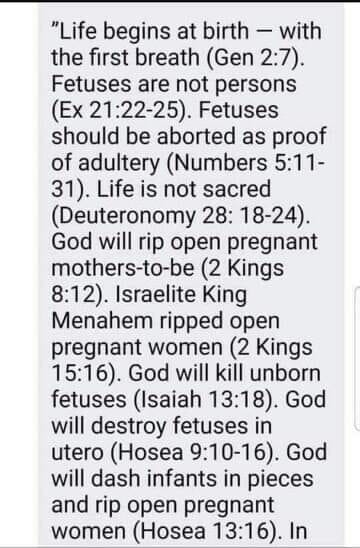 "Life begins at birth — with
the first breath (Gen 2:7).
Fetuses are not persons
(Ex 21:22-25). Fetuses
should be aborted as proof
of adultery (Numbers 5:11-
31). Life is not sacred
(Deuteronomy 28: 18-24).
God will rip open pregnant
mothers-to-be (2 Kings
8:12). Israelite King
Menahem ripped open
pregnant women (2 Kings
15:16). God will kill unborn
fetuses (Isaiah 13:18). God
will destroy fetuses in
utero (Hosea 9:10-16). God
will dash infants in pieces
and rip open pregnant
women (Hosea 13:16). In